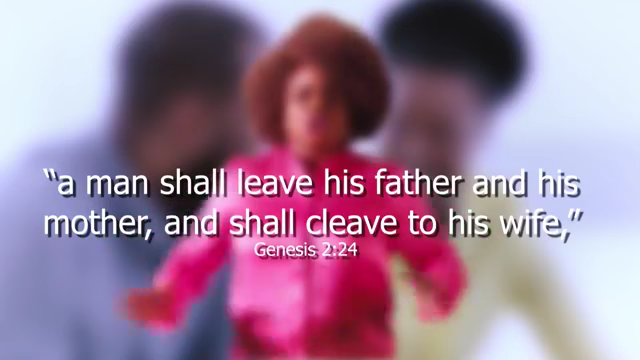 “a man shall leave his father and his
mother, and shall cleave to his wife,”
Genesis 2:24